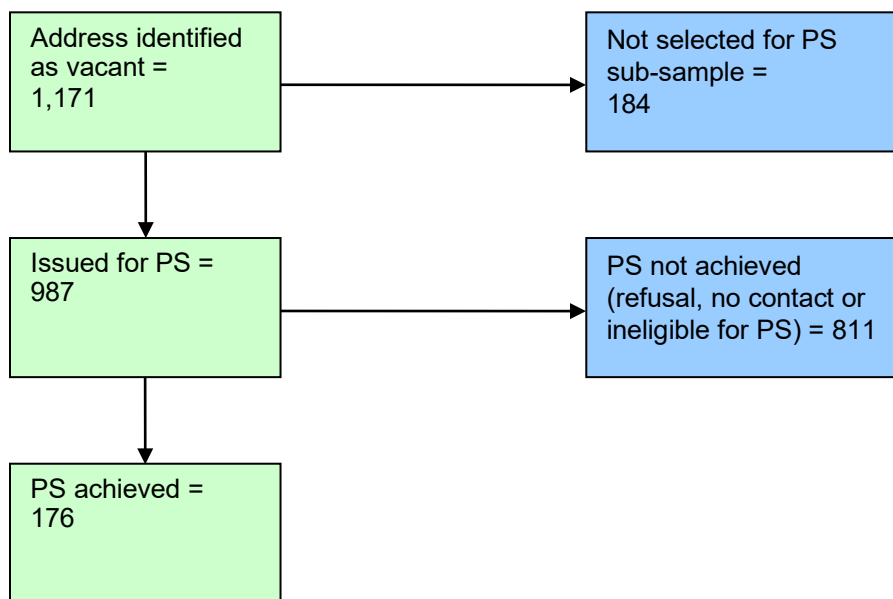 Address identified
as vacant =
1,171
Not selected for PS
sub-sample =
184
Issued for PS =
987
PS not achieved
(refusal, no contact or
ineligible for PS) = 811
PS achieved =
176